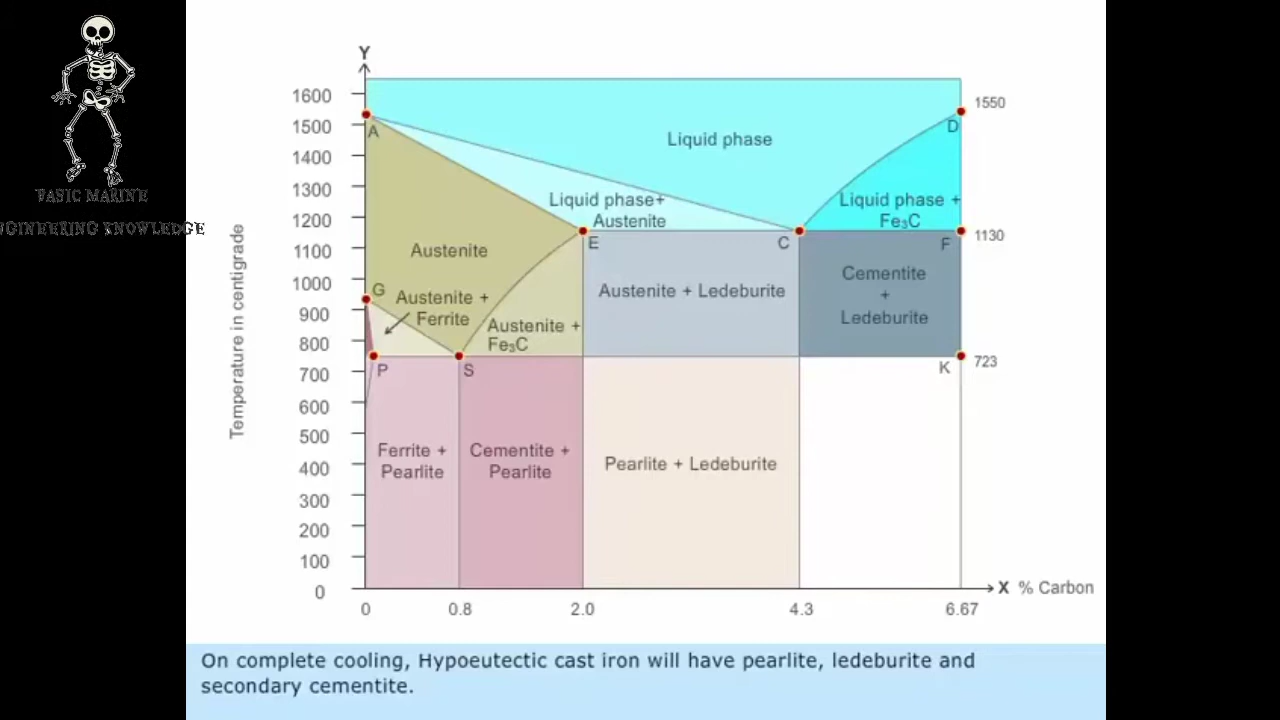 BASIC MARINE
NGINEERING KNOWLEDGE
Y
1600
1500
1400
1300
1200
1100
1000
900
800
700
600
500
400
300
200
100
0
Temperature in centigrade
A
Liquid phase
1550
D
Liquid phase+
Austenite
Liquid phase +
Fe₃C
E
C
F
1130
Austenite
G
Austenite +
Ferrite
Austenite +
Fe₃C
Austenite + Ledeburite
Cementite
+
Ledeburite
P
S
K
723
Ferrite +
Pearlite
Cementite +
Pearlite
Pearlite + Ledeburite
X % Carbon
0 0.8 2.0 4.3 6.67
On complete cooling, Hypoeutectic cast iron will have pearlite, ledeburite and
secondary cementite.